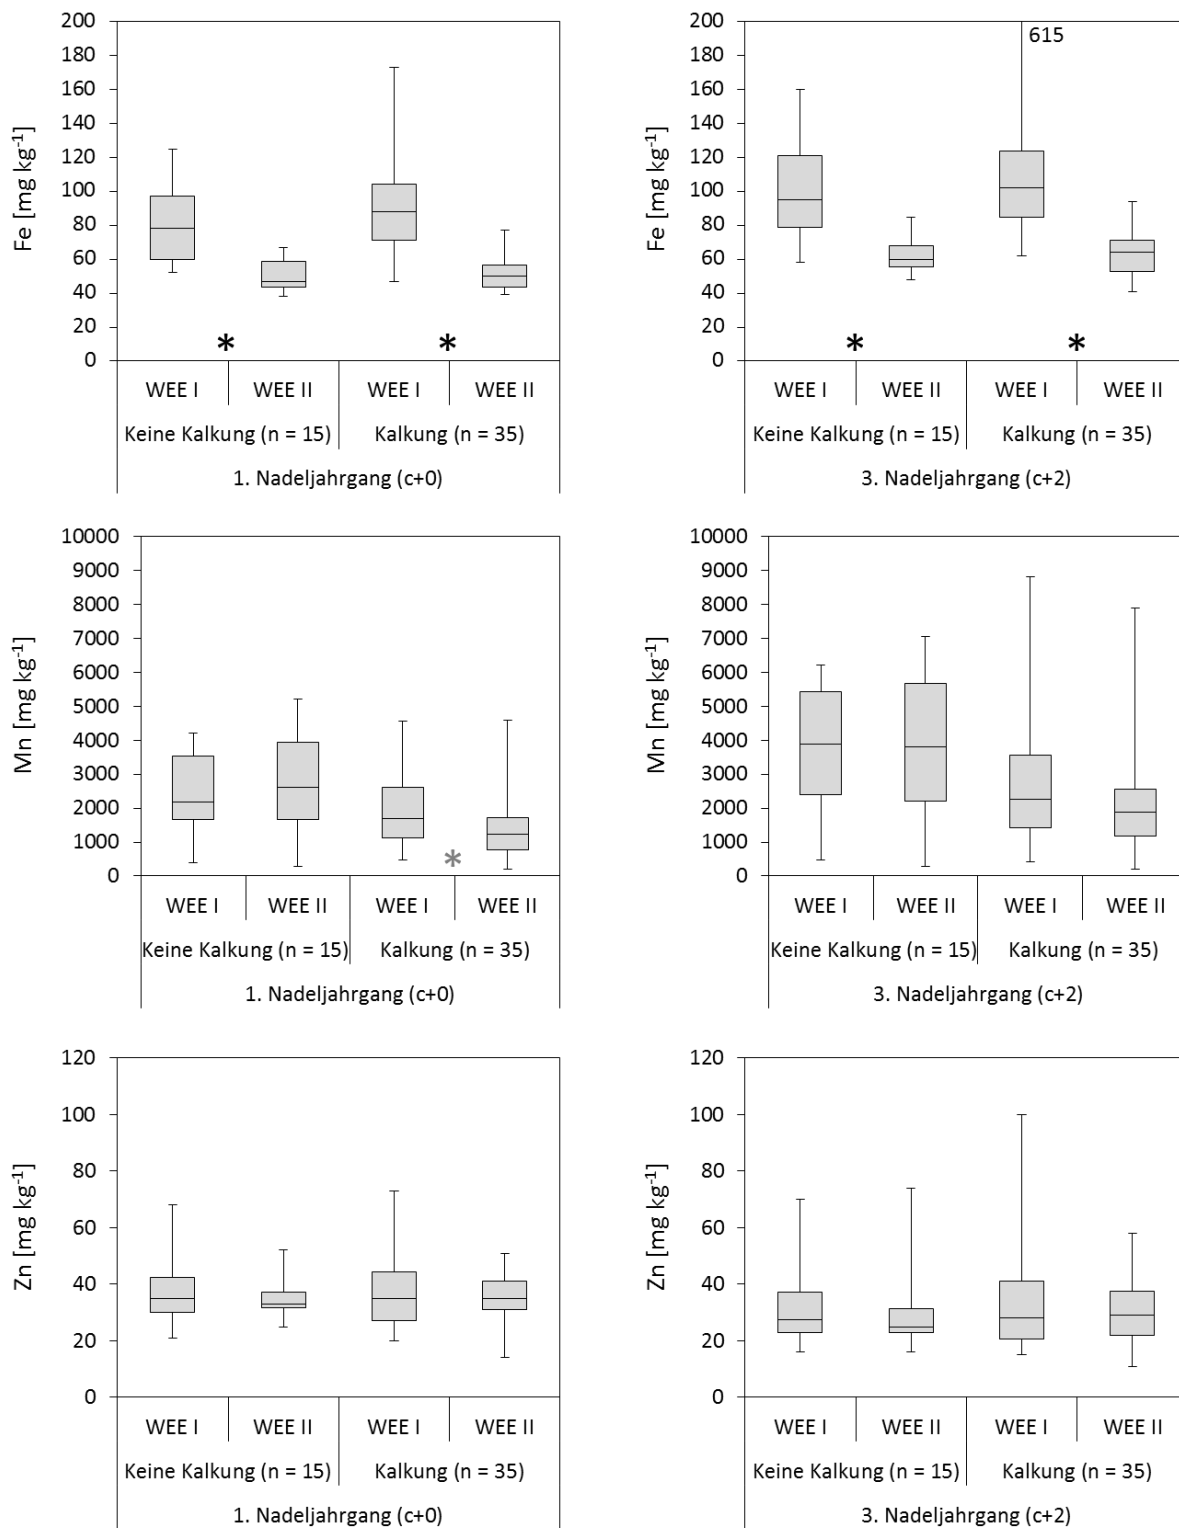 Fe [mg kg⁻¹]
200
180
160
140
120
100
80
60
40
20
0
* *
WEE I WEE II WEE I WEE II
Keine Kalkung (n = 15) Kalkung (n = 35)
1. Nadeljahrgang (c+0)
Fe [mg kg⁻¹]
200
180
160
140
120
100
80
60
40
20
0
615
* *
WEE I WEE II WEE I WEE II
Keine Kalkung (n = 15) Kalkung (n = 35)
3. Nadeljahrgang (c+2)
Mn [mg kg⁻¹]
10000
9000
8000
7000
6000
5000
4000
3000
2000
1000
0
*
WEE I WEE II WEE I WEE II
Keine Kalkung (n = 15) Kalkung (n = 35)
1. Nadeljahrgang (c+0)
Mn [mg kg⁻¹]
10000
9000
8000
7000
6000
5000
4000
3000
2000
1000
0
WEE I WEE II WEE I WEE II
Keine Kalkung (n = 15) Kalkung (n = 35)
3. Nadeljahrgang (c+2)
Zn [mg kg⁻¹]
120
100
80
60
40
20
0
WEE I WEE II WEE I WEE II
Keine Kalkung (n = 15) Kalkung (n = 35)
1. Nadeljahrgang (c+0)
Zn [mg kg⁻¹]
120
100
80
60
40
20
0
WEE I WEE II WEE I WEE II
Keine Kalkung (n = 15) Kalkung (n = 35)
3. Nadeljahrgang (c+2)